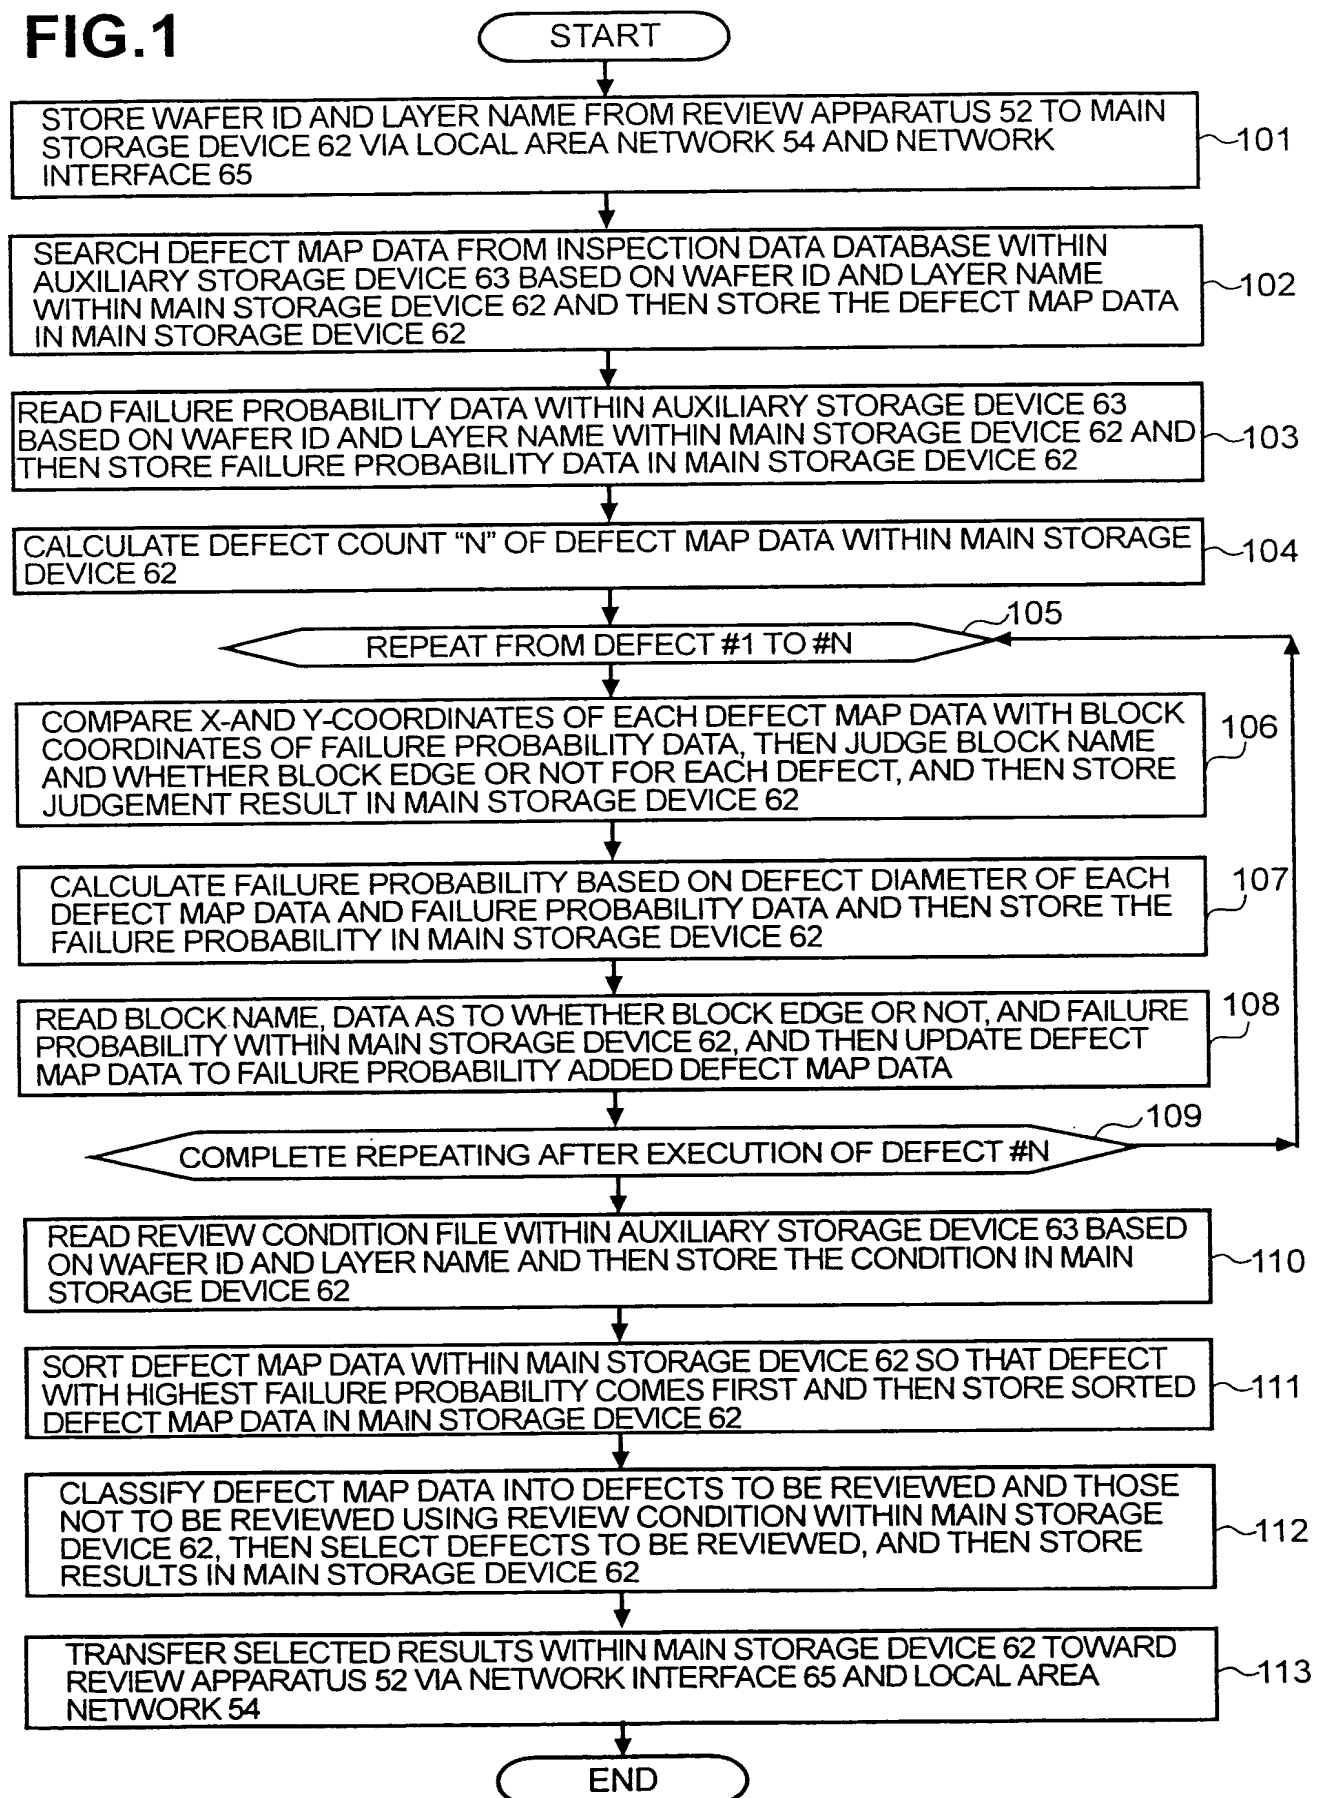 FIG.1
START
STORE WAFER ID AND LAYER NAME FROM REVIEW APPARATUS 52 TO MAIN
STORAGE DEVICE 62 VIA LOCAL AREA NETWORK 54 AND NETWORK
INTERFACE 65
101
SEARCH DEFECT MAP DATA FROM INSPECTION DATA DATABASE WITHIN
AUXILIARY STORAGE DEVICE 63 BASED ON WAFER ID AND LAYER NAME
WITHIN MAIN STORAGE DEVICE 62 AND THEN STORE THE DEFECT MAP DATA
IN MAIN STORAGE DEVICE 62
102
READ FAILURE PROBABILITY DATA WITHIN AUXILIARY STORAGE DEVICE 63
BASED ON WAFER ID AND LAYER NAME WITHIN MAIN STORAGE DEVICE 62 AND
THEN STORE FAILURE PROBABILITY DATA IN MAIN STORAGE DEVICE 62
103
CALCULATE DEFECT COUNT “N” OF DEFECT MAP DATA WITHIN MAIN STORAGE
DEVICE 62
104
REPEAT FROM DEFECT #1 TO #N
105
COMPARE X-AND Y-COORDINATES OF EACH DEFECT MAP DATA WITH BLOCK
COORDINATES OF FAILURE PROBABILITY DATA, THEN JUDGE BLOCK NAME
AND WHETHER BLOCK EDGE OR NOT FOR EACH DEFECT, AND THEN STORE
JUDGEMENT RESULT IN MAIN STORAGE DEVICE 62
106
CALCULATE FAILURE PROBABILITY BASED ON DEFECT DIAMETER OF EACH
DEFECT MAP DATA AND FAILURE PROBABILITY DATA AND THEN STORE THE
FAILURE PROBABILITY IN MAIN STORAGE DEVICE 62
107
READ BLOCK NAME, DATA AS TO WHETHER BLOCK EDGE OR NOT, AND FAILURE
PROBABILITY WITHIN MAIN STORAGE DEVICE 62, AND THEN UPDATE DEFECT
MAP DATA TO FAILURE PROBABILITY ADDED DEFECT MAP DATA
108
COMPLETE REPEATING AFTER EXECUTION OF DEFECT #N
109
READ REVIEW CONDITION FILE WITHIN AUXILIARY STORAGE DEVICE 63 BASED
ON WAFER ID AND LAYER NAME AND THEN STORE THE CONDITION IN MAIN
STORAGE DEVICE 62
110
SORT DEFECT MAP DATA WITHIN MAIN STORAGE DEVICE 62 SO THAT DEFECT
WITH HIGHEST FAILURE PROBABILITY COMES FIRST AND THEN STORE SORTED
DEFECT MAP DATA IN MAIN STORAGE DEVICE 62
111
CLASSIFY DEFECT MAP DATA INTO DEFECTS TO BE REVIEWED AND THOSE
NOT TO BE REVIEWED USING REVIEW CONDITION WITHIN MAIN STORAGE
DEVICE 62, THEN SELECT DEFECTS TO BE REVIEWED, AND THEN STORE
RESULTS IN MAIN STORAGE DEVICE 62
112
TRANSFER SELECTED RESULTS WITHIN MAIN STORAGE DEVICE 62 TOWARD
REVIEW APPARATUS 52 VIA NETWORK INTERFACE 65 AND LOCAL AREA
NETWORK 54
113
END